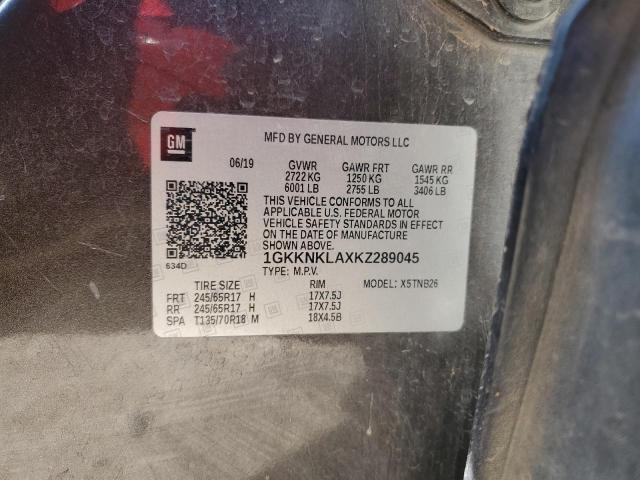 GM
MFD BY GENERAL MOTORS LLC
06/19 GVWR GAWR FRT GAWR RR
2722 KG 1250 KG 1545 KG
6001 LB 2755 LB 3406 LB
THIS VEHICLE CONFORMS TO ALL
APPLICABLE U.S. FEDERAL MOTOR
VEHICLE SAFETY STANDARDS IN EFFECT
ON THE DATE OF MANUFACTURE
SHOWN ABOVE.
634D 1GKKNKLAXKZ289045
TYPE: M.P.V.
TIRE SIZE RIM MODEL: X5TNB26
FRT 245/65R17 H 17X7.5J
RR 245/65R17 H 17X7.5J
SPA T135/70R18 M 18X4.5B